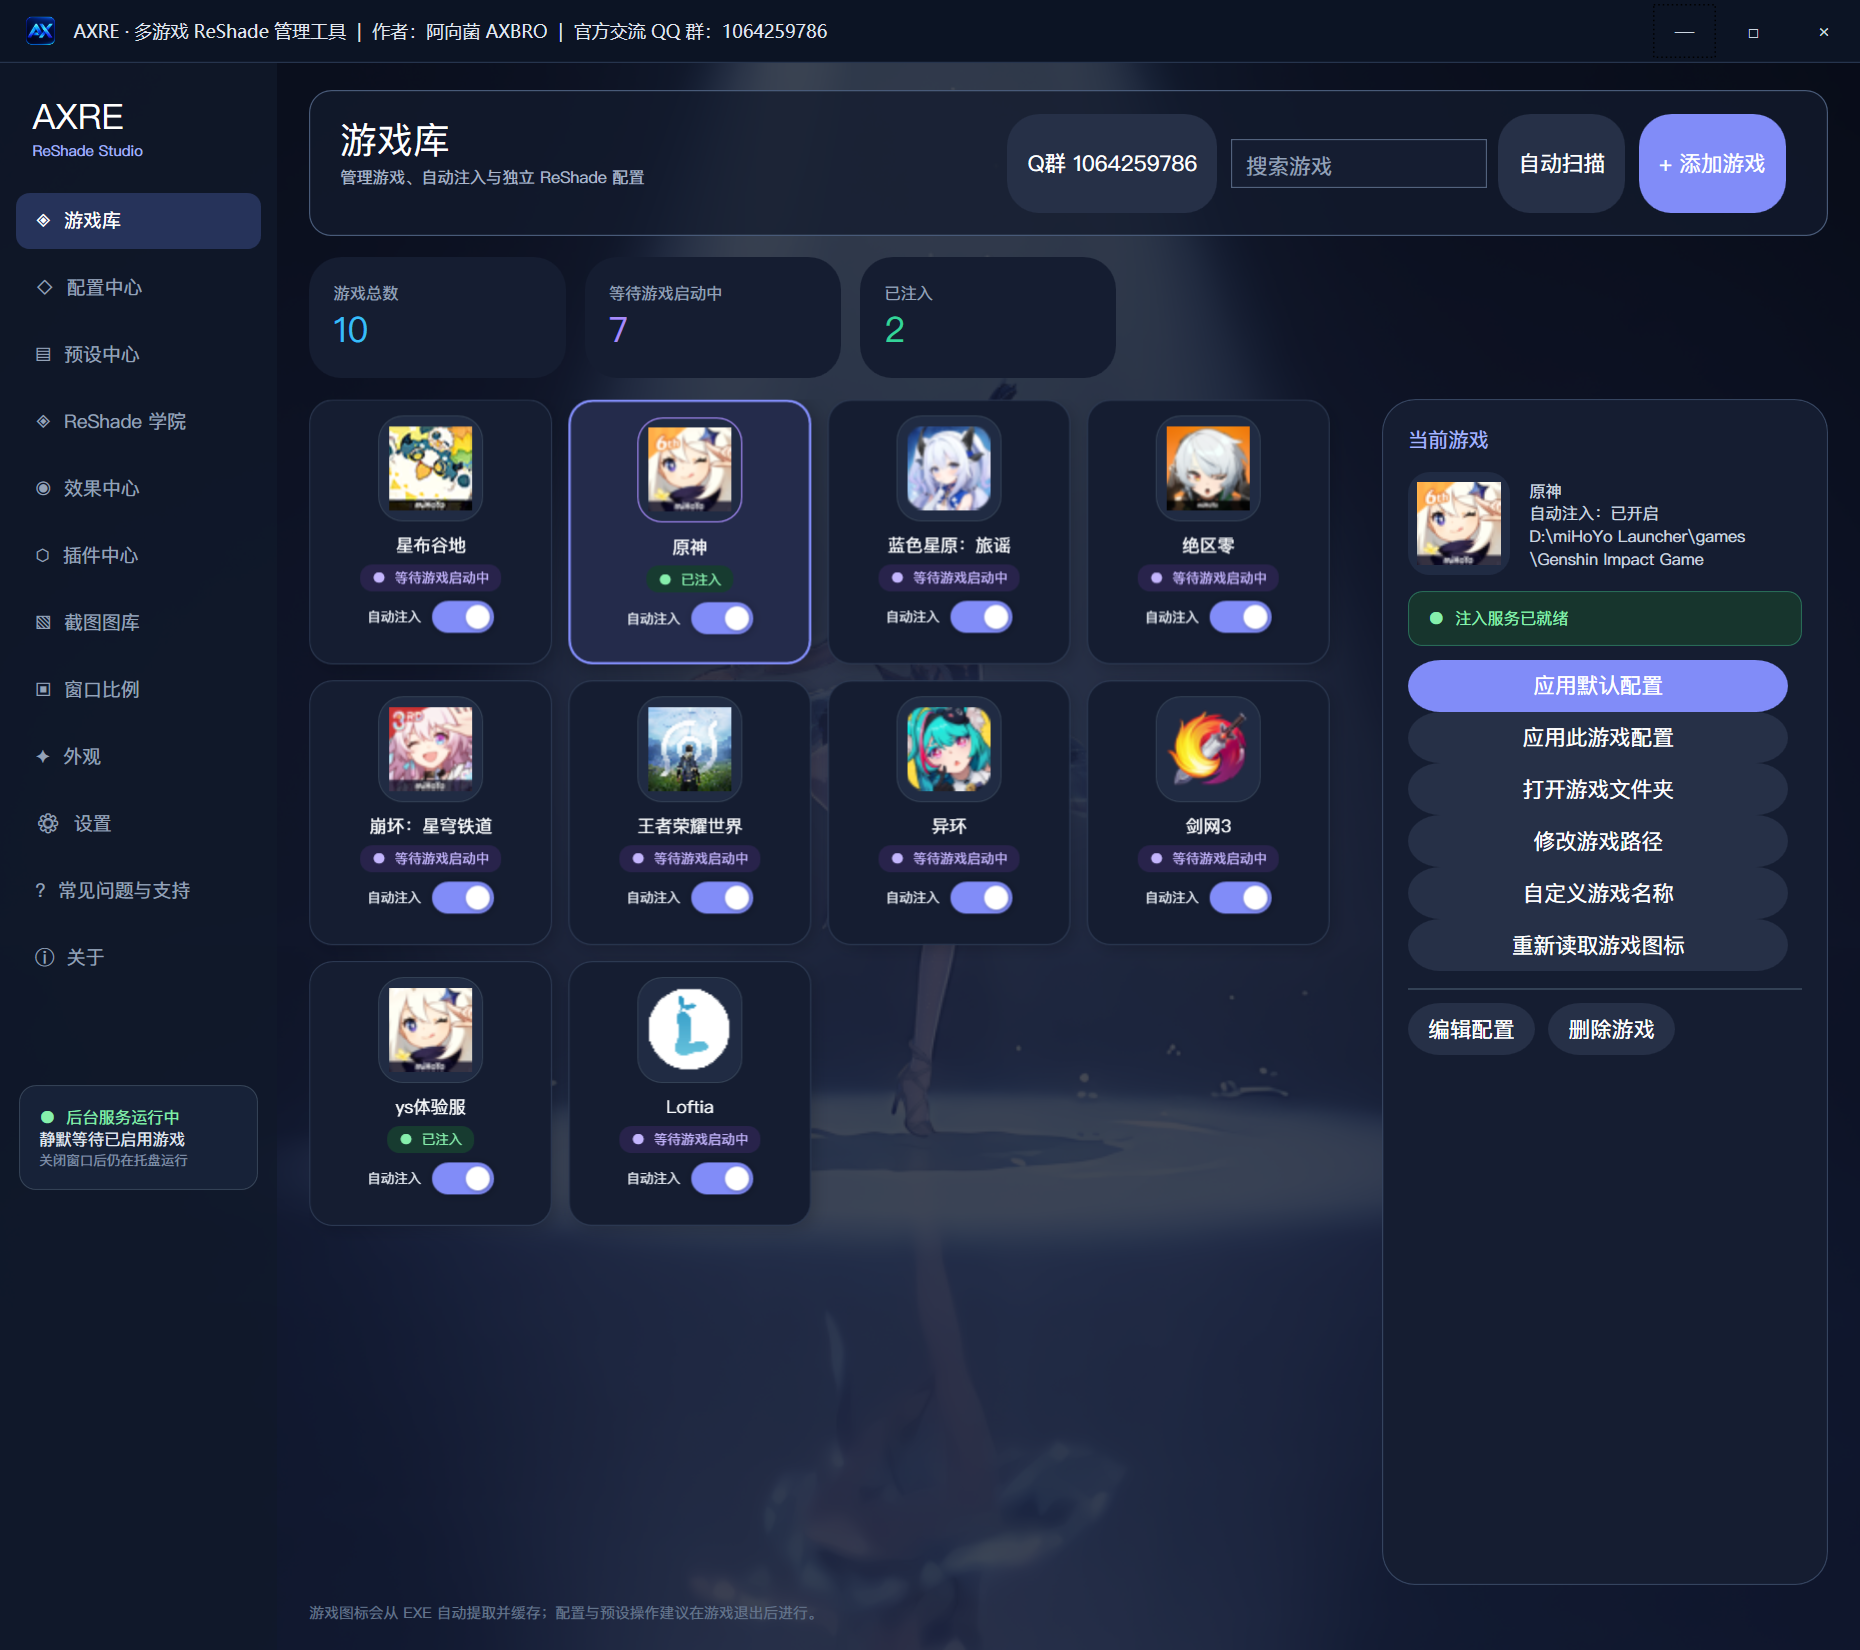 AXRE · 多游戏 ReShade 管理工具 | 作者：阿向菌 AXBRO | 官方交流 QQ 群：1064259786
AXRE
ReShade Studio
游戏库
配置中心
预设中心
ReShade 学院
效果中心
插件中心
截图图库
窗口比例
外观
设置
? 常见问题与支持
关于
后台服务运行中
静默等待已启用游戏
关闭窗口后仍在托盘运行
游戏库
管理游戏、自动注入与独立 ReShade 配置
Q群 1064259786
搜索游戏
自动扫描
+ 添加游戏
游戏总数
10
等待游戏启动中
7
已注入
2
星布谷地
等待游戏启动中
自动注入
原神
已注入
自动注入
蓝色星原：旅谣
等待游戏启动中
自动注入
绝区零
等待游戏启动中
自动注入
崩坏：星穹铁道
等待游戏启动中
自动注入
王者荣耀世界
等待游戏启动中
自动注入
异环
等待游戏启动中
自动注入
剑网3
等待游戏启动中
自动注入
ys体验服
已注入
自动注入
Loftia
等待游戏启动中
自动注入
当前游戏
原神
自动注入：已开启
D:\miHoYo Launcher\games
\Genshin Impact Game
注入服务已就绪
应用默认配置
应用此游戏配置
打开游戏文件夹
修改游戏路径
自定义游戏名称
重新读取游戏图标
编辑配置
删除游戏
游戏图标会从 EXE 自动提取并缓存；配置与预设操作建议在游戏退出后进行。